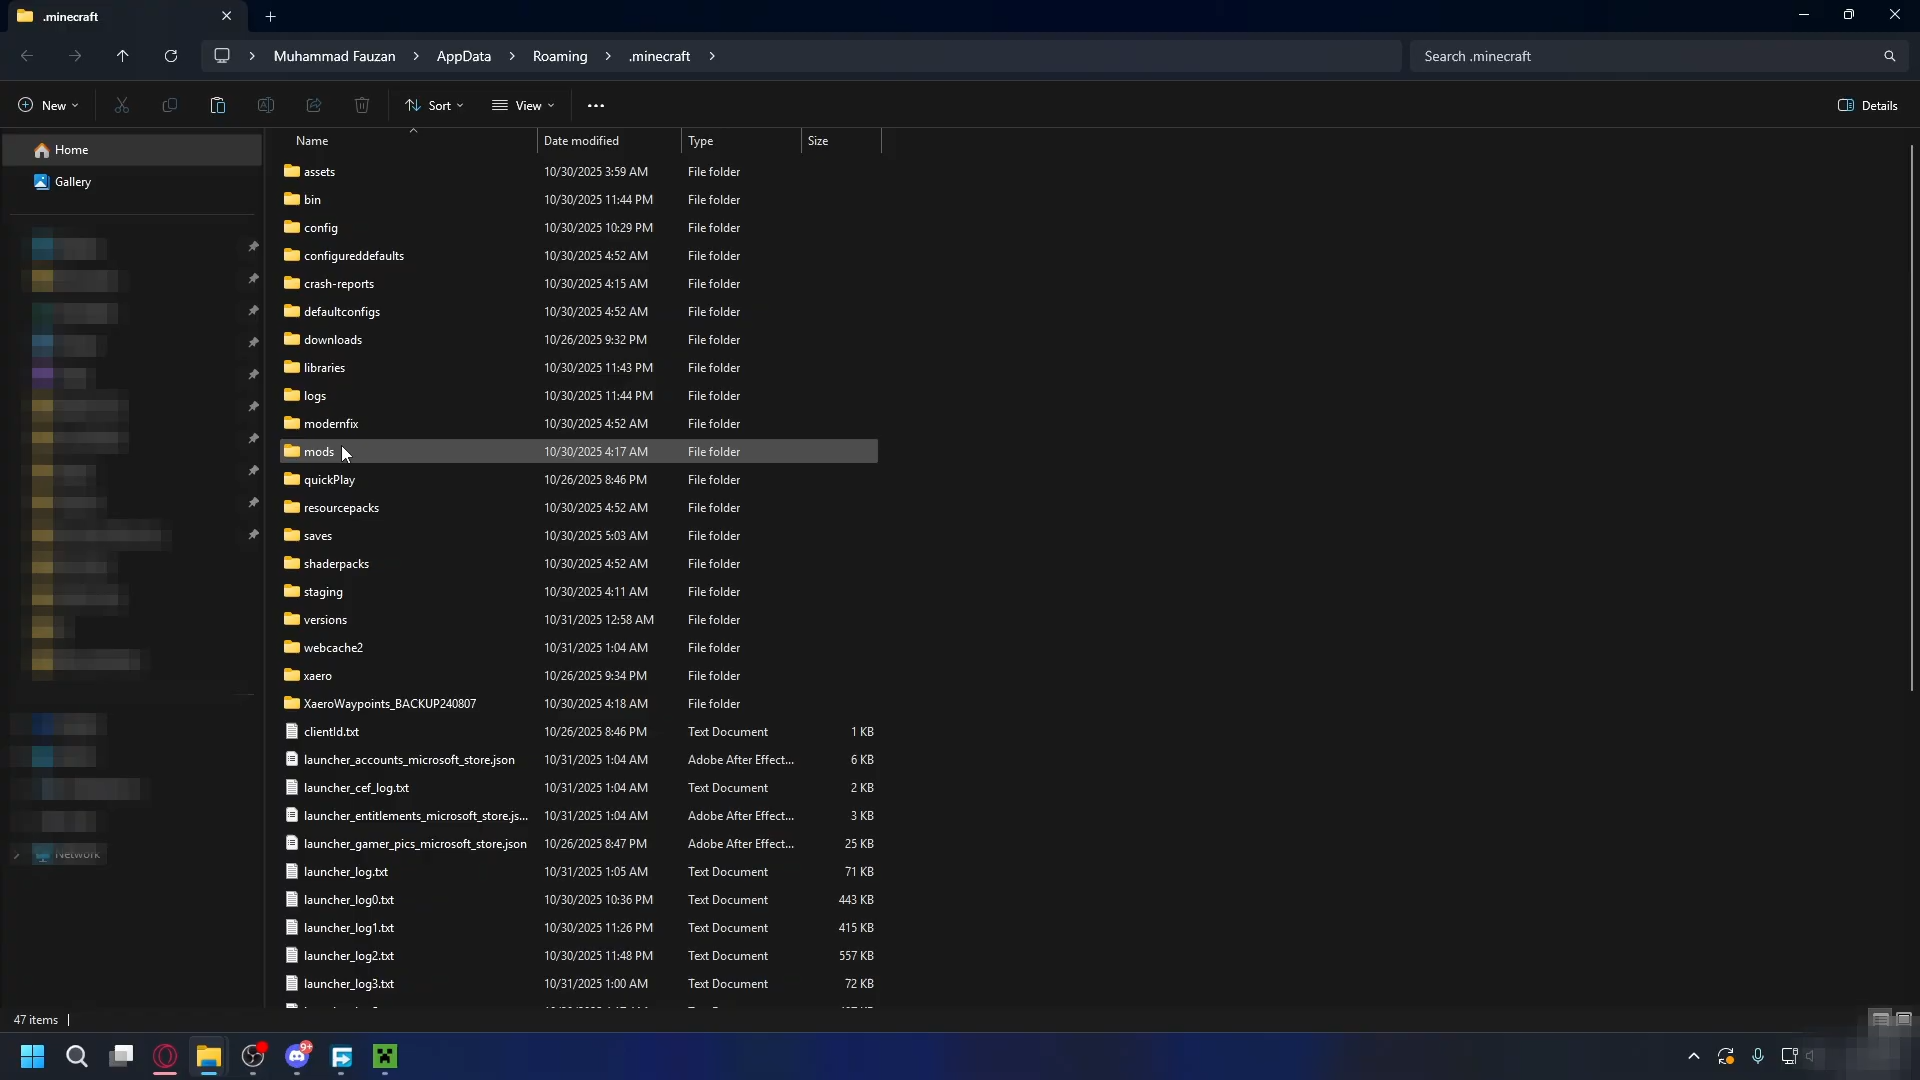 .minecraft
Muhammad Fauzan
AppData
Roaming
.minecraft
Search .minecraft
New
Sort
View
Details
Home
Gallery
Network
Name Date modified Type Size
assets 10/30/2025 3:59 AM File folder
bin 10/30/2025 11:44 PM File folder
config 10/30/2025 10:29 PM File folder
configureddefaults 10/30/2025 4:52 AM File folder
crash-reports 10/30/2025 4:15 AM File folder
defaultconfigs 10/30/2025 4:52 AM File folder
downloads 10/26/2025 9:32 PM File folder
libraries 10/30/2025 11:43 PM File folder
logs 10/30/2025 11:44 PM File folder
modernfix 10/30/2025 4:52 AM File folder
mods 10/30/2025 4:17 AM File folder
quickPlay 10/26/2025 8:46 PM File folder
resourcepacks 10/30/2025 4:52 AM File folder
saves 10/30/2025 5:03 AM File folder
shaderpacks 10/30/2025 4:52 AM File folder
staging 10/30/2025 4:11 AM File folder
versions 10/31/2025 12:58 AM File folder
webcache2 10/31/2025 1:04 AM File folder
xaero 10/26/2025 9:34 PM File folder
XaeroWaypoints_BACKUP240807 10/30/2025 4:18 AM File folder
clientId.txt 10/26/2025 8:46 PM Text Document 1 KB
launcher_accounts_microsoft_store.json 10/31/2025 1:04 AM Adobe After Effect... 6 KB
launcher_cef_log.txt 10/31/2025 1:04 AM Text Document 2 KB
launcher_entitlements_microsoft_store.js... 10/31/2025 1:04 AM Adobe After Effect... 3 KB
launcher_gamer_pics_microsoft_store.json 10/26/2025 8:47 PM Adobe After Effect... 25 KB
launcher_log.txt 10/31/2025 1:05 AM Text Document 71 KB
launcher_log0.txt 10/30/2025 10:36 PM Text Document 443 KB
launcher_log1.txt 10/30/2025 11:26 PM Text Document 415 KB
launcher_log2.txt 10/30/2025 11:48 PM Text Document 557 KB
launcher_log3.txt 10/31/2025 1:00 AM Text Document 72 KB
47 items
9+